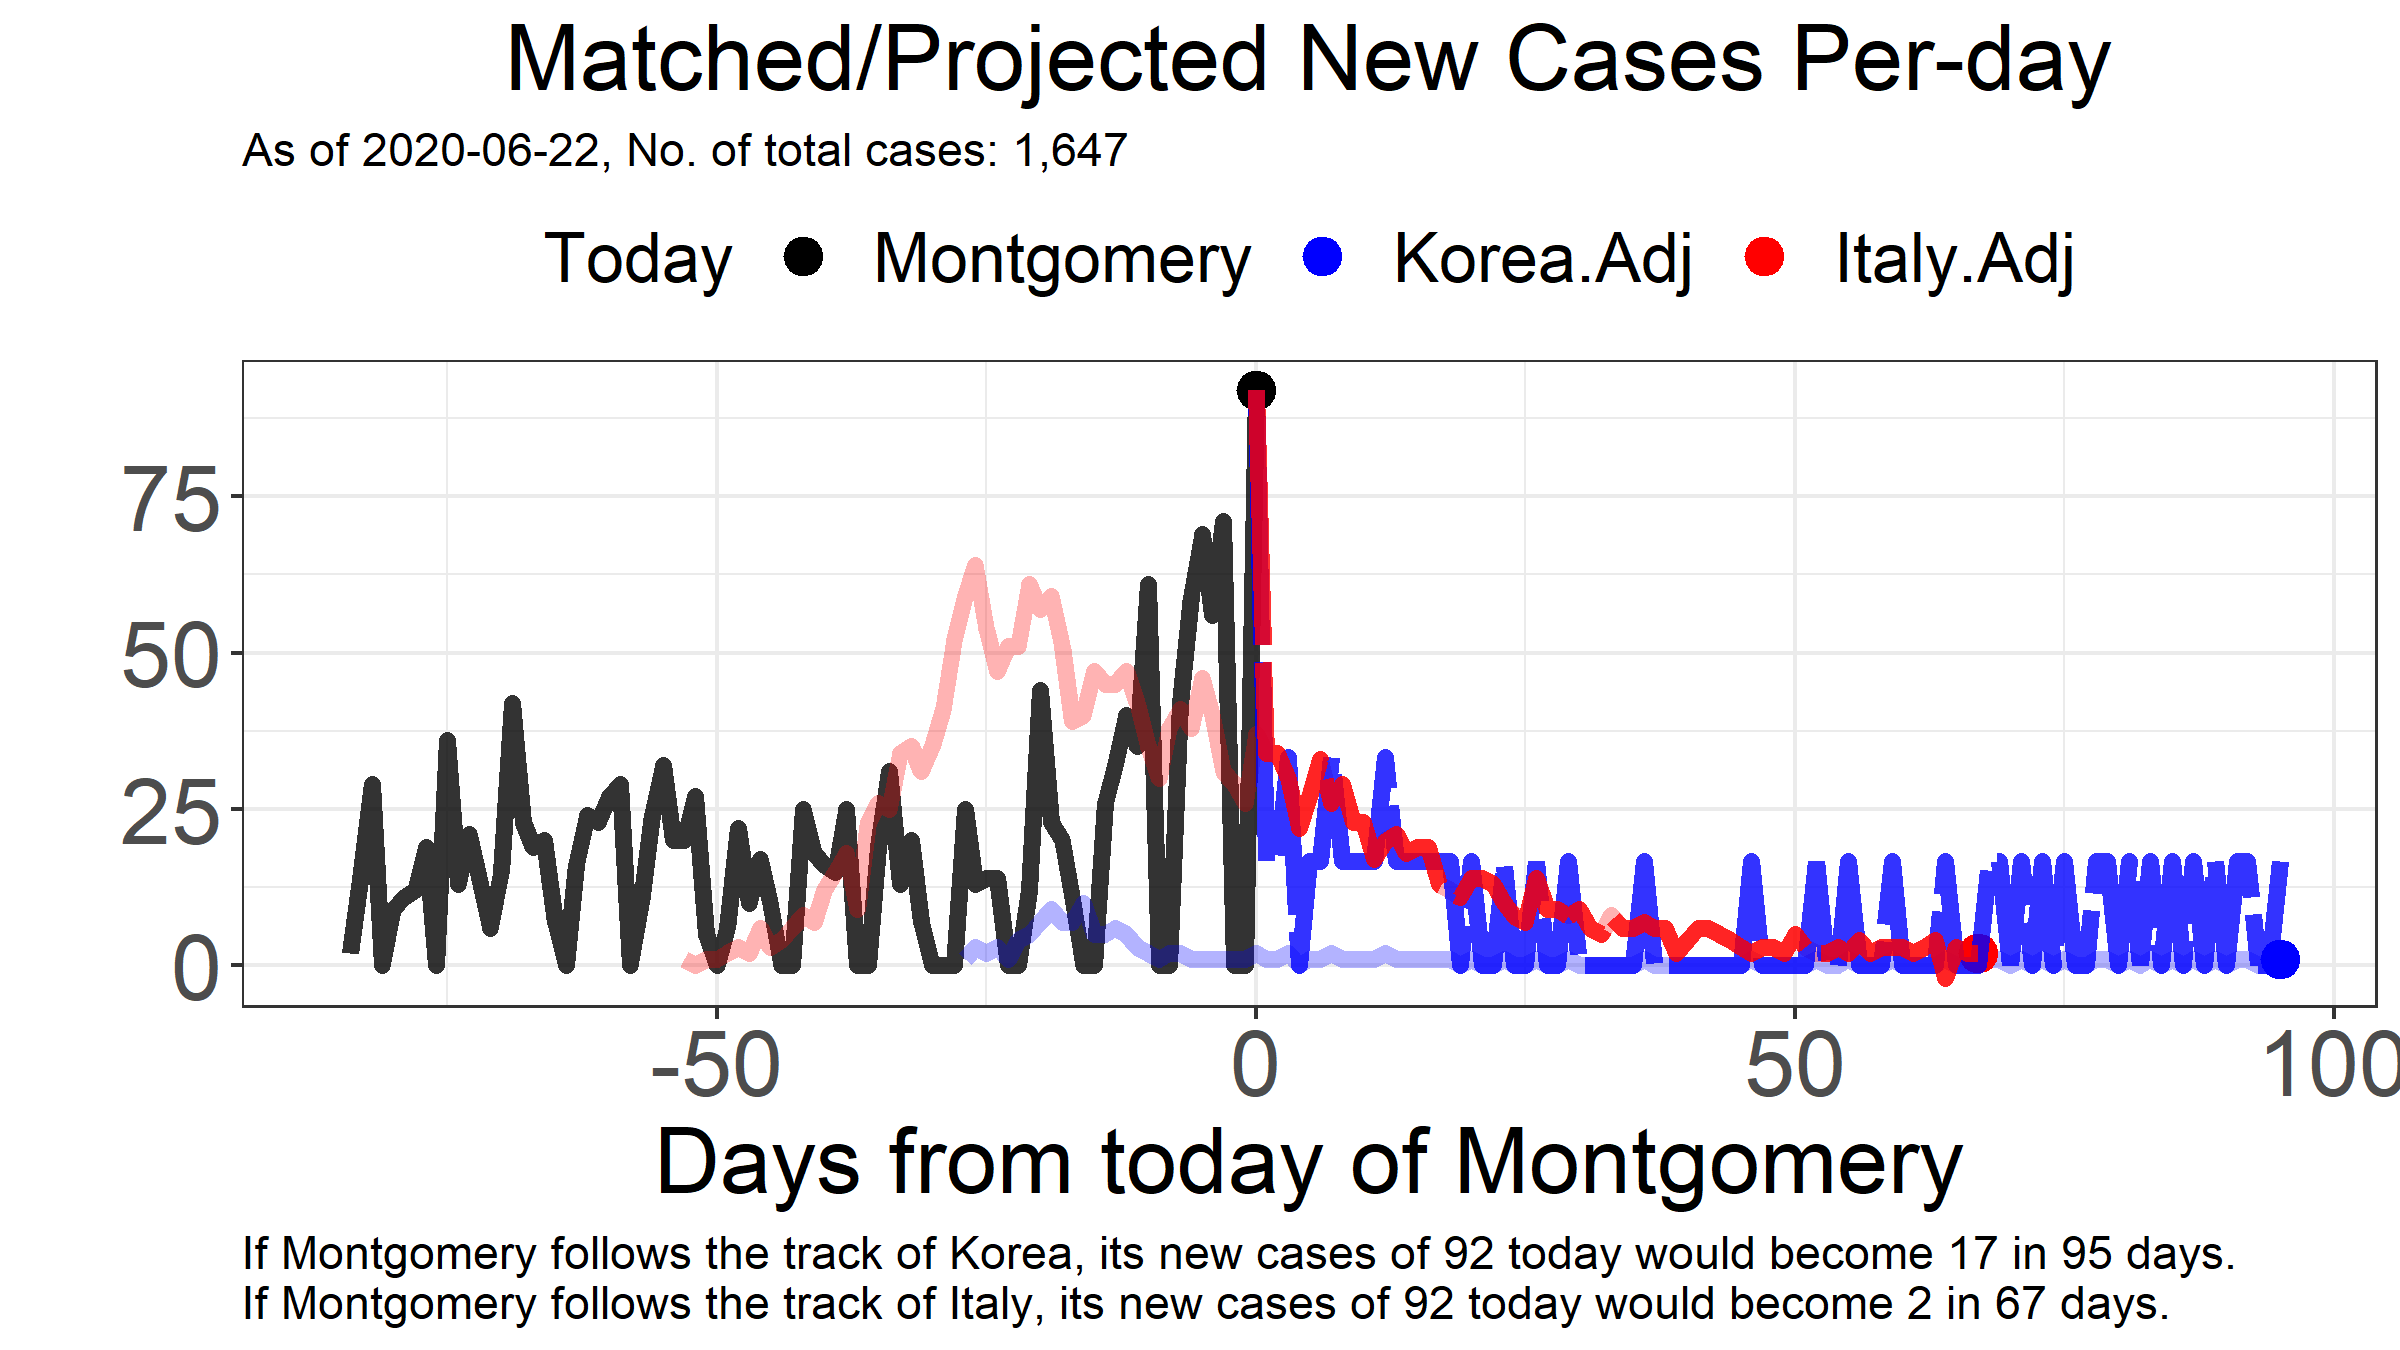 Matched/Projected New Cases Per-day
As of 2020-06-22, No. of total cases: 1,647
Today Montgomery Korea.Adj Italy.Adj
75
50
25
0
-50 0 50 100
Days from today of Montgomery
If Montgomery follows the track of Korea, its new cases of 92 today would become 17 in 95 days.
If Montgomery follows the track of Italy, its new cases of 92 today would become 2 in 67 days.